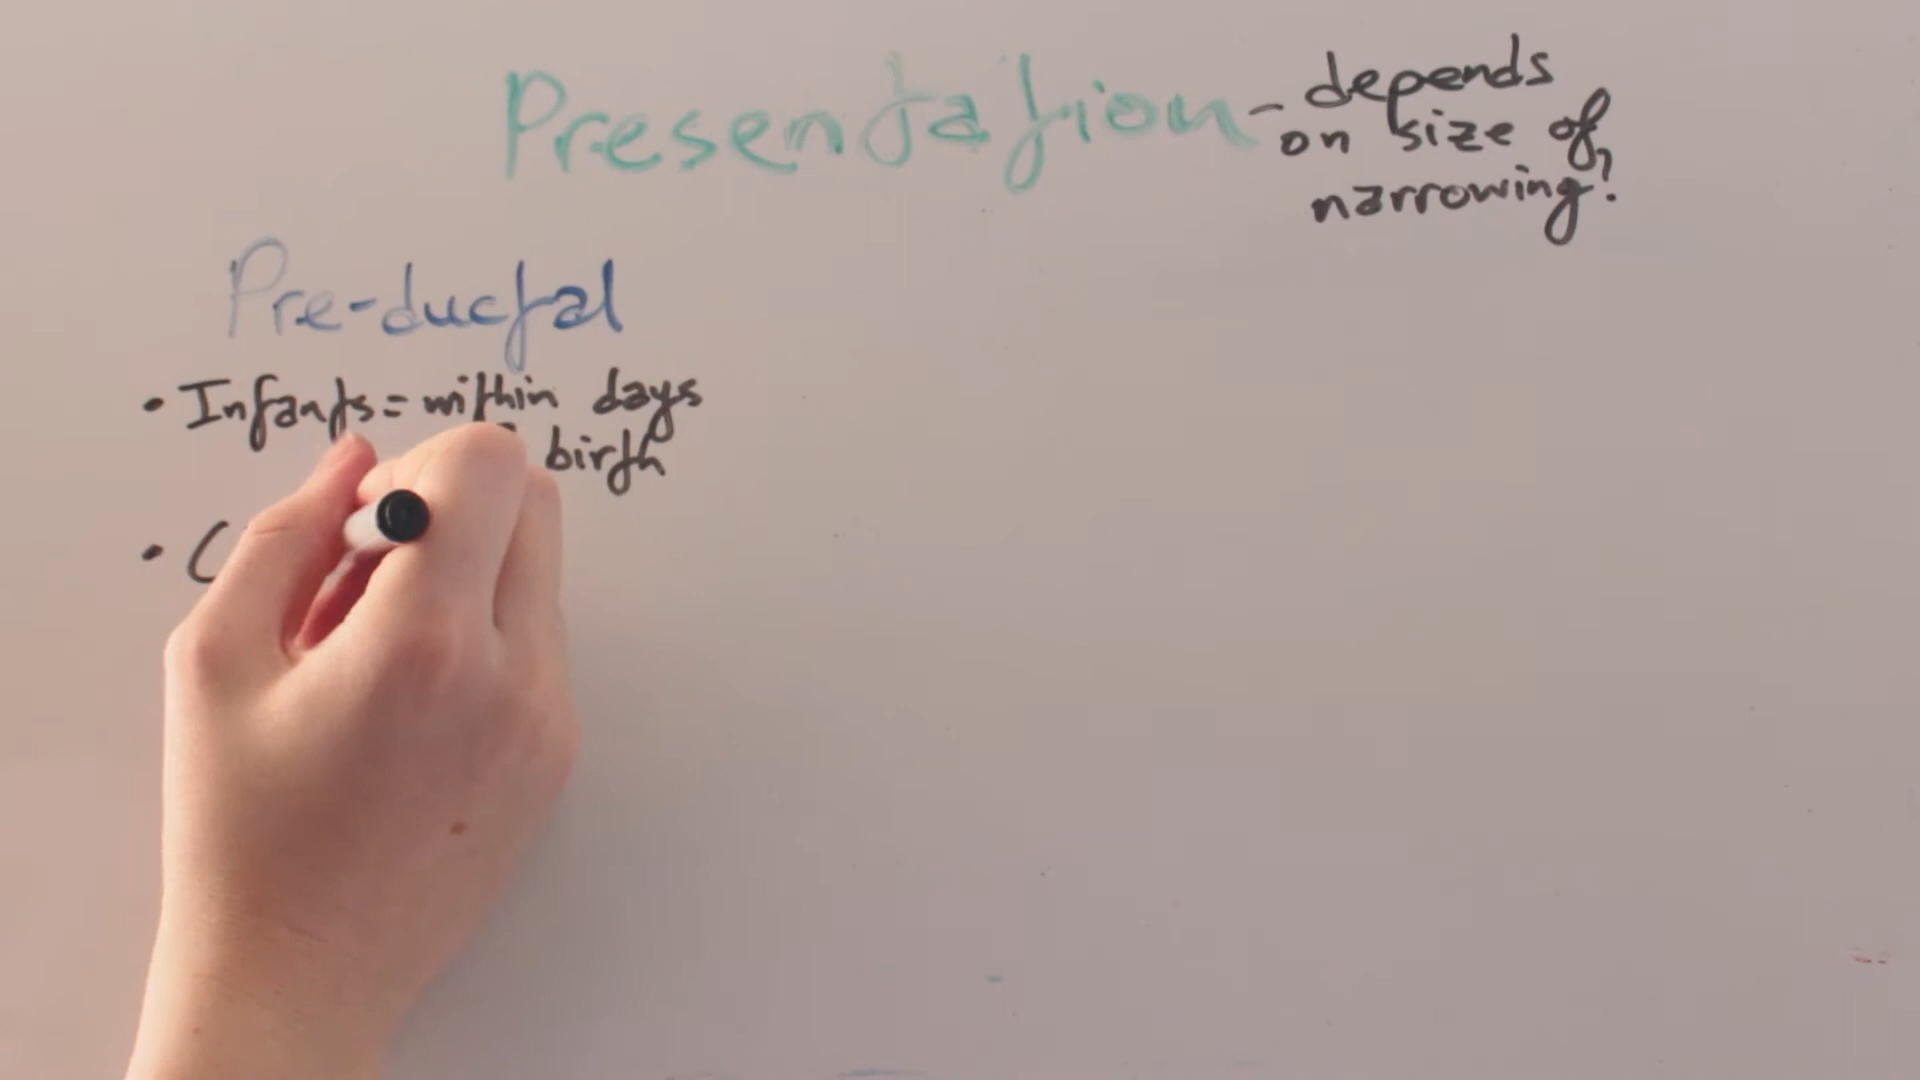 Presentation - depends
on size of
narrowing!
Pre-ductal
• Infants = within days
birth
• C